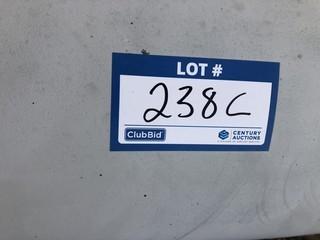 LOT #
238C
ClubBid
CENTURY
AUCTIONS